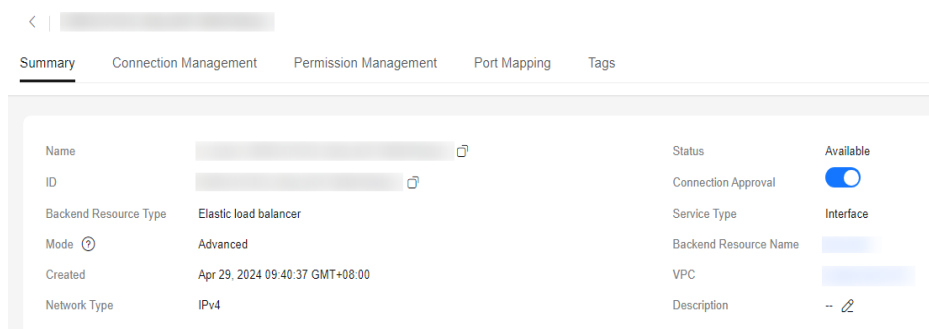 Summary Connection Management Permission Management Port Mapping Tags
Name Status Available
ID Connection Approval
Backend Resource Type Elastic load balancer Service Type Interface
Mode ? Advanced Backend Resource Name
Created Apr 29, 2024 09:40:37 GMT+08:00 VPC
Network Type IPv4 Description --